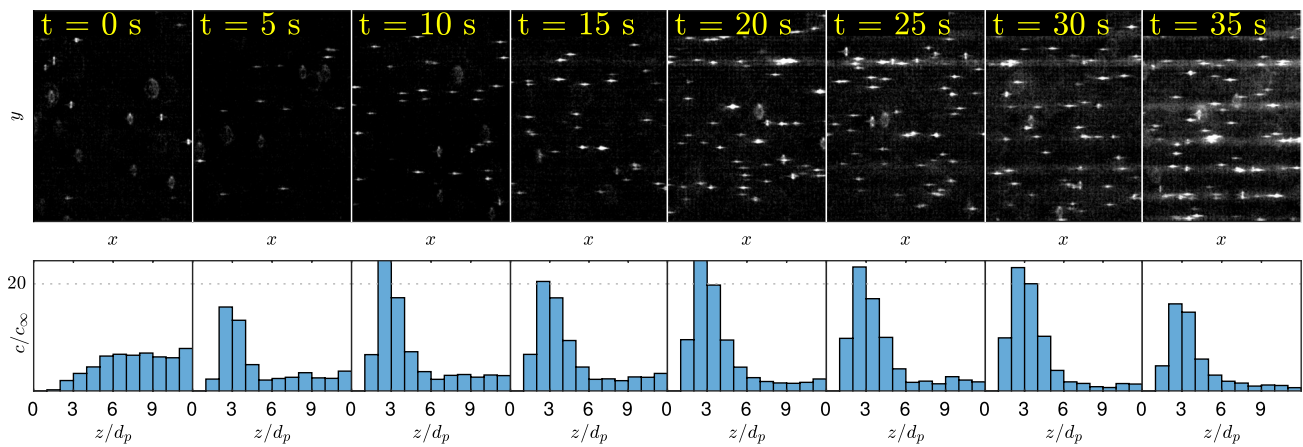 t = 0 s t = 5 s t = 10 s t = 15 s t = 20 s t = 25 s t = 30 s t = 35 s
y
x x x x x x x x
20
c/c∞
0 3 6 9 0 3 6 9 0 3 6 9 0 3 6 9 0 3 6 9 0 3 6 9 0 3 6 9 0 3 6 9
z/dₚ z/dₚ z/dₚ z/dₚ z/dₚ z/dₚ z/dₚ z/dₚ